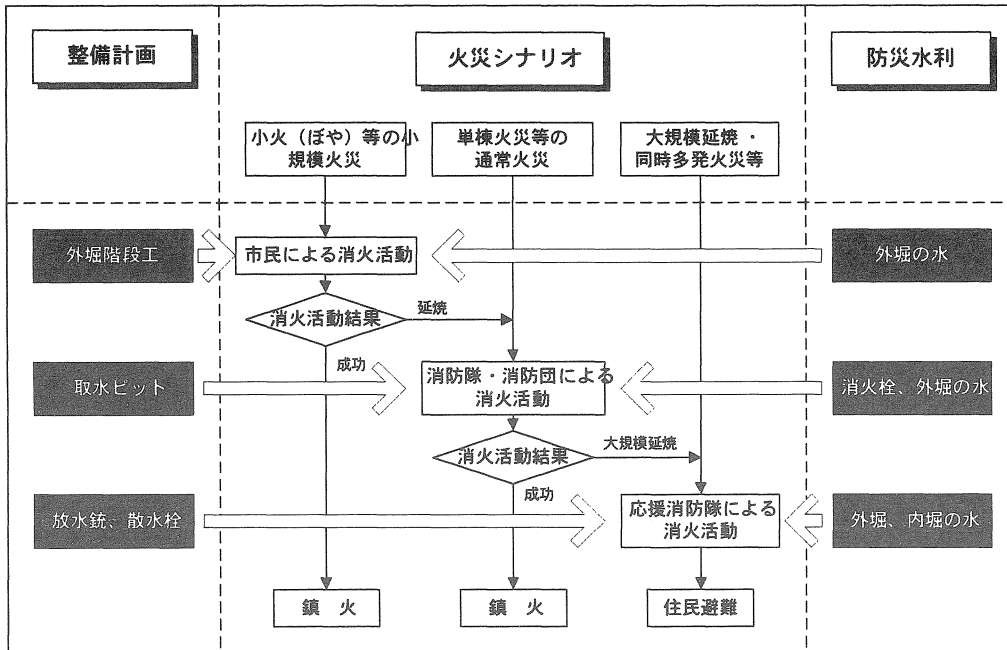 整備計画
火災シナリオ
防災水利
小火（ぼや）等の小
規模火災
単棟火災等の
通常火災
大規模延焼・
同時多発火災等
外堀階段工
市民による消火活動
外堀の水
消火活動結果
延焼
成功
取水ピット
消防隊・消防団による
消火活動
消火栓、外堀の水
消火活動結果
大規模延焼
成功
放水銃、散水栓
応援消防隊による
消火活動
外堀、内堀の水
鎮　火
鎮　火
住民避難